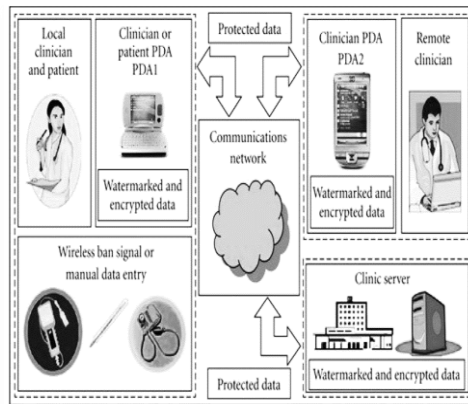 Local
clinician
and patient
Clinician or
patient PDA
PDA1
Watermarked and
encrypted data
Wireless ban signal or
manual data entry
Protected data
Communications
network
Protected data
Clinician PDA
PDA2
Watermarked and
encrypted data
Remote
clinician
Clinic server
Watermarked and encrypted data